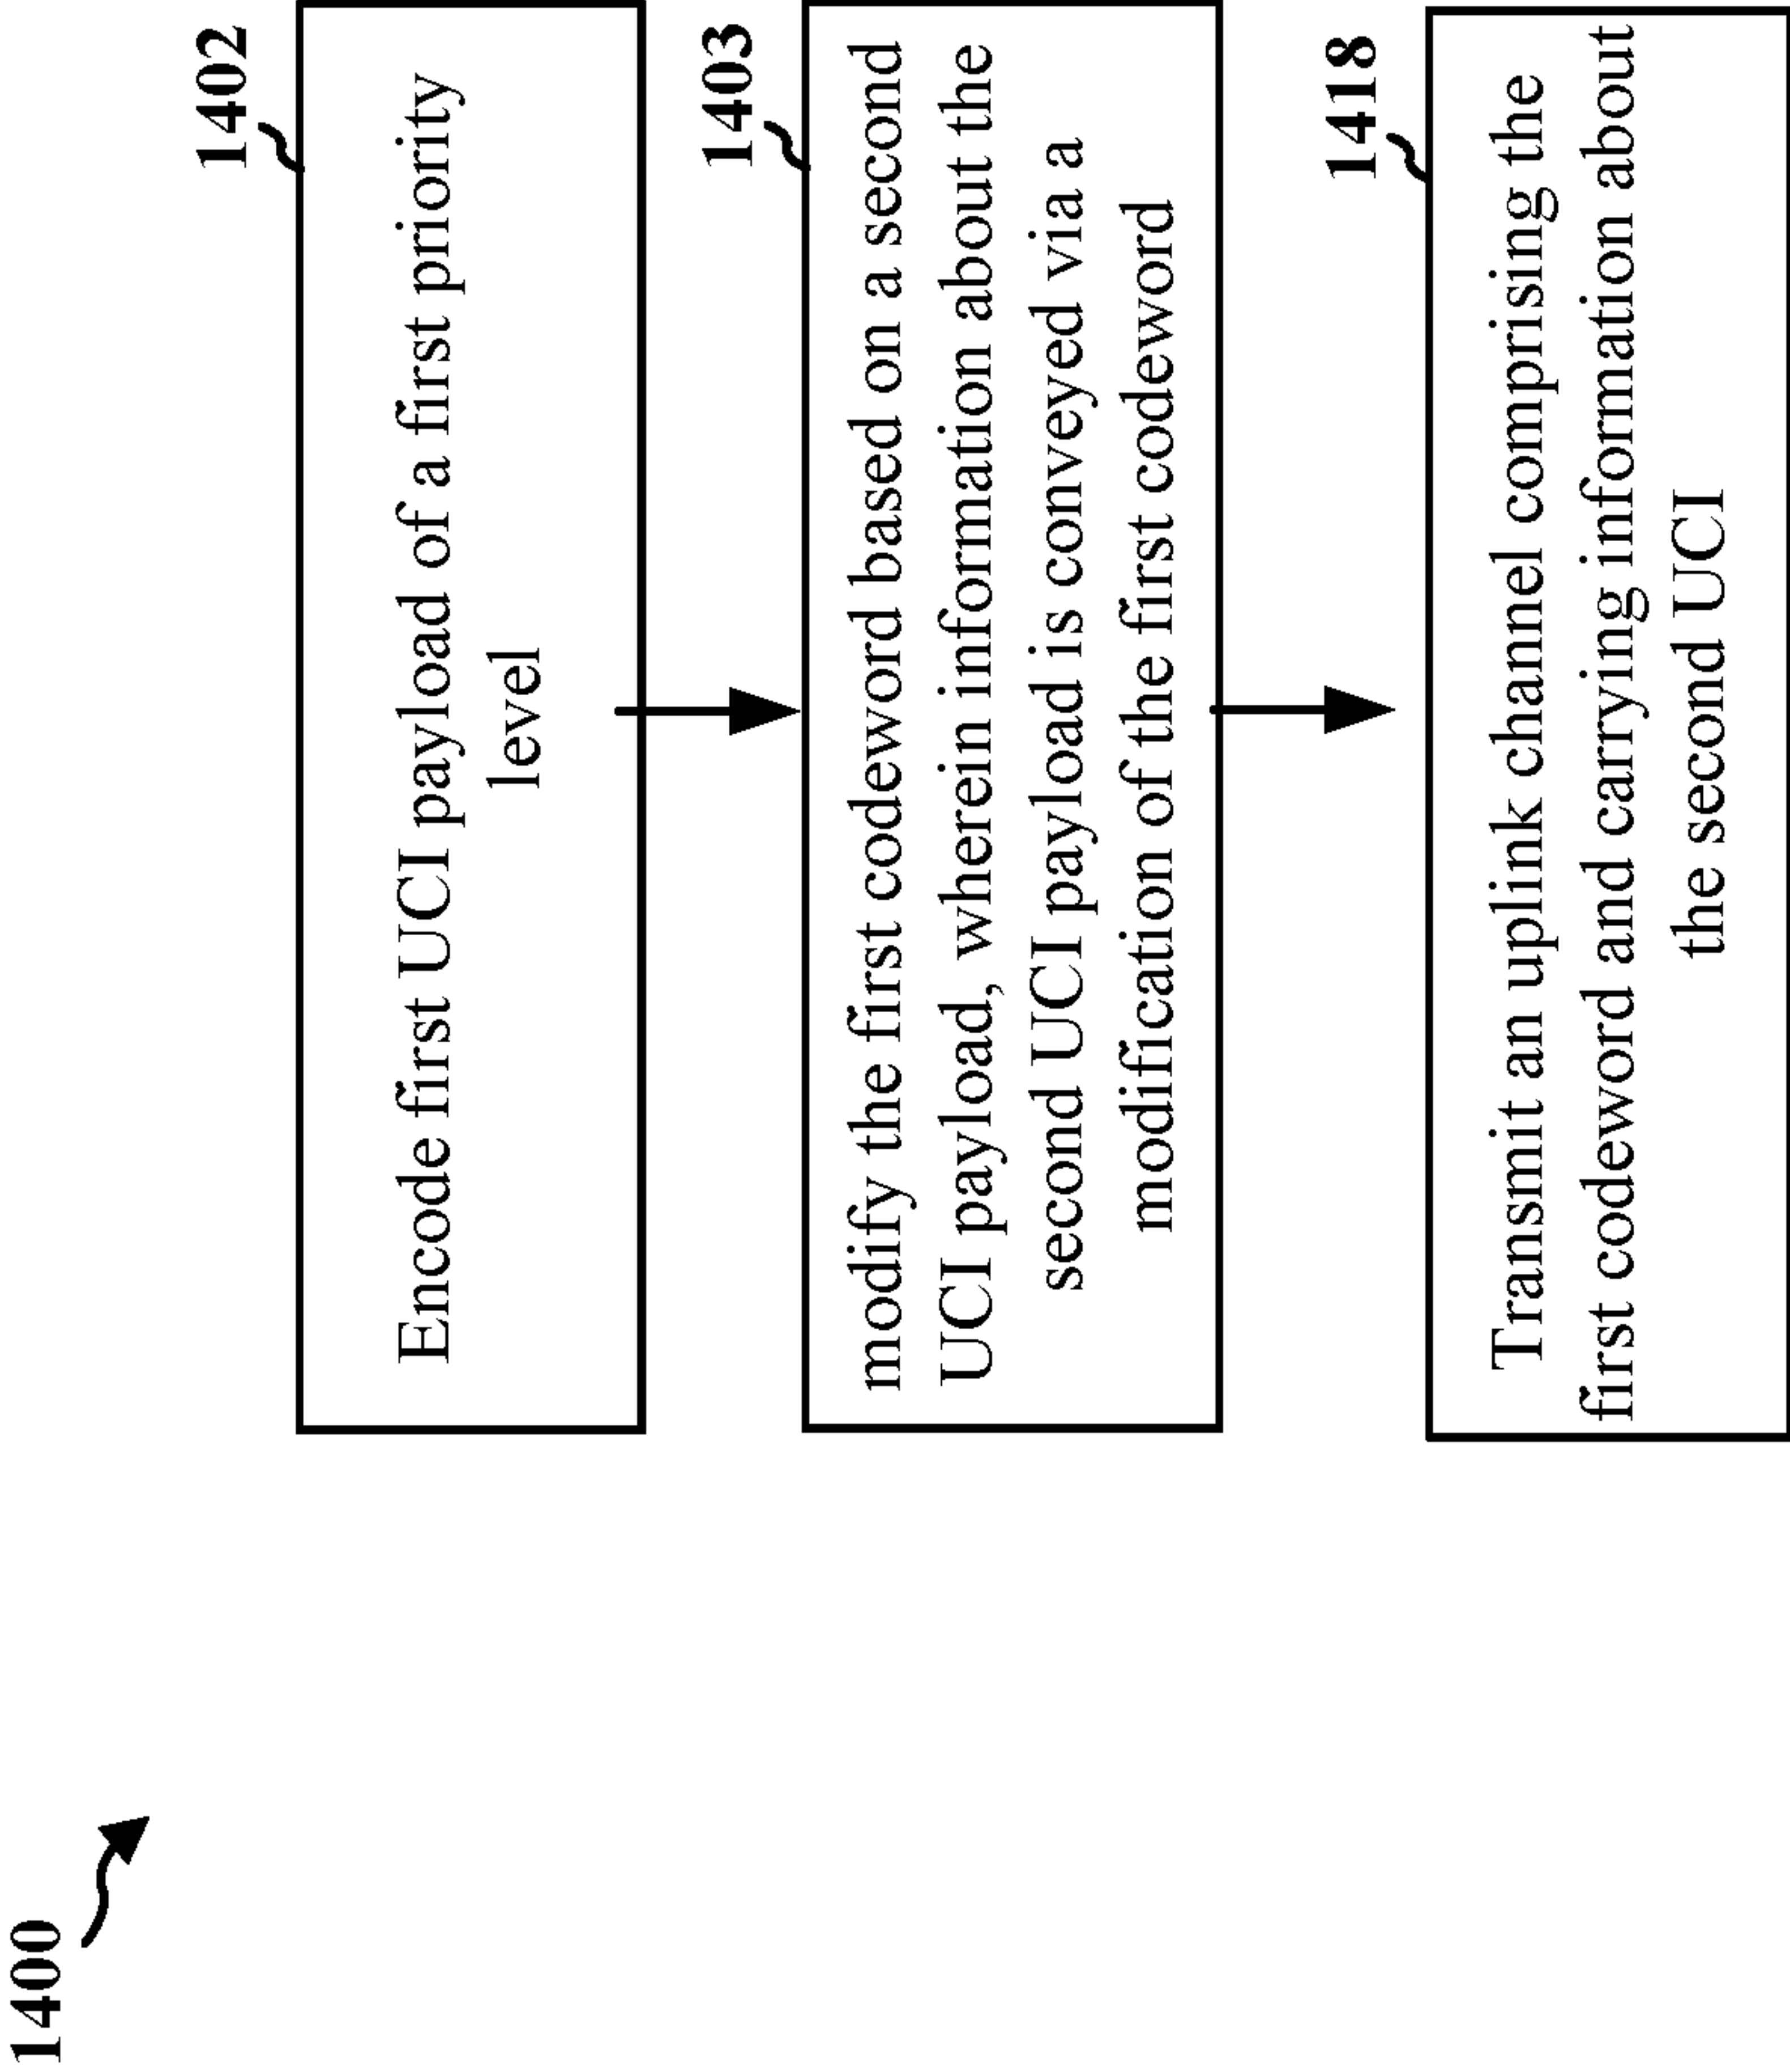 1400
1402
Encode first UCI payload of a first priority
level
1403
modify the first codeword based on a second
UCI payload, wherein information about the
second UCI payload is conveyed via a
modification of the first codeword
1418
Transmit an uplink channel comprising the
first codeword and carrying information about
the second UCI